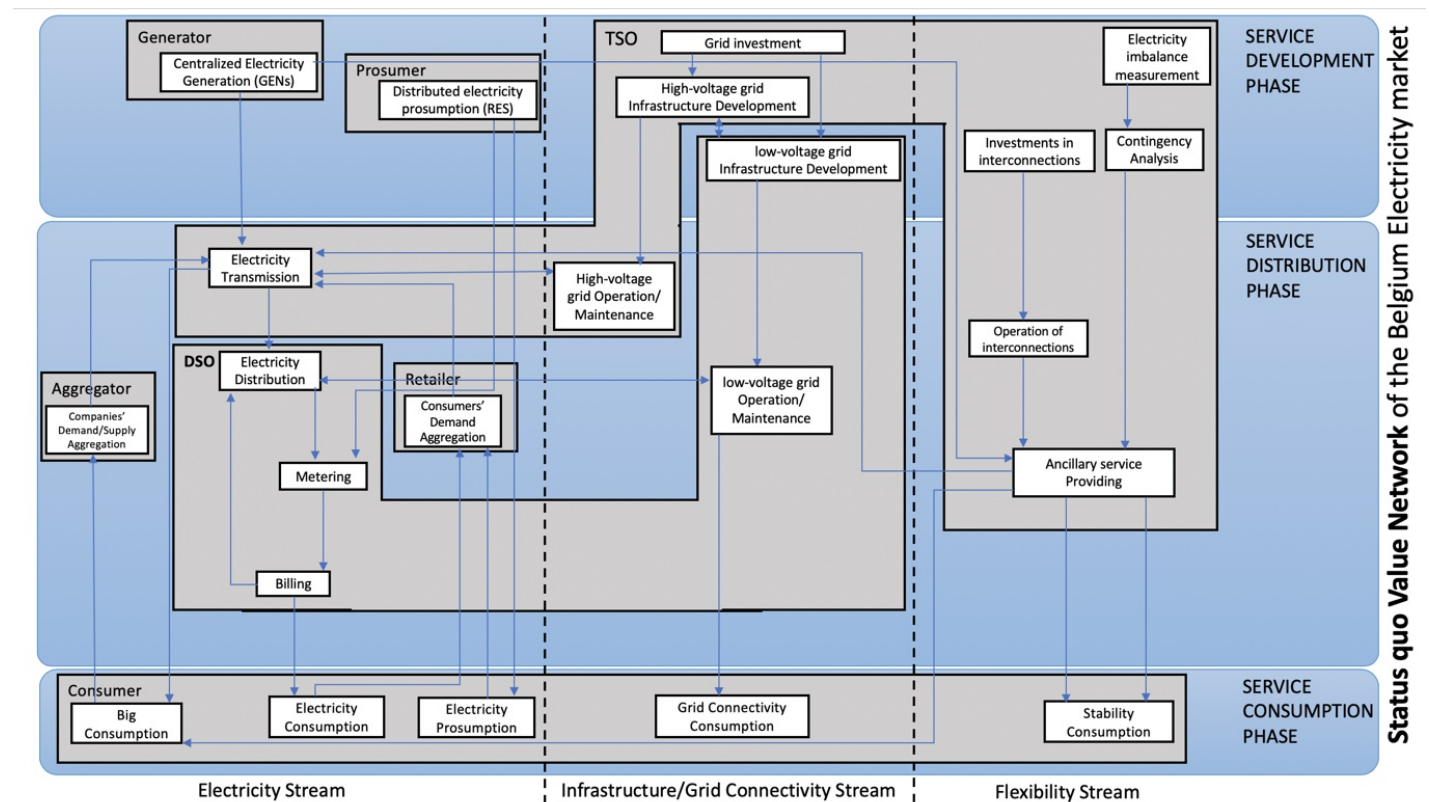 Generator
Centralized Electricity
Generation (GENs)
Prosumer
Distributed electricity
prosumption (RES)
TSO
Grid investment
High-voltage grid
Infrastructure Development
low-voltage grid
Infrastructure Development
Electricity
imbalance
measurement
Investments in
interconnections
Contingency
Analysis
SERVICE
DEVELOPMENT
PHASE
Electricity
Transmission
High-voltage
grid Operation/
Maintenance
Operation of
interconnections
SERVICE
DISTRIBUTION
PHASE
Aggregator
Companies'
Demand/Supply
Aggregation
DSO
Electricity
Distribution
Retailer
Consumers'
Demand
Aggregation
low-voltage grid
Operation/
Maintenance
Metering
Billing
Ancillary service
Providing
Consumer
Big
Consumption
Electricity
Consumption
Electricity
Prosumption
Grid Connectivity
Consumption
Stability
Consumption
SERVICE
CONSUMPTION
PHASE
Electricity Stream
Infrastructure/Grid Connectivity Stream
Flexibility Stream
Status quo Value Network of the Belgium Electricity market